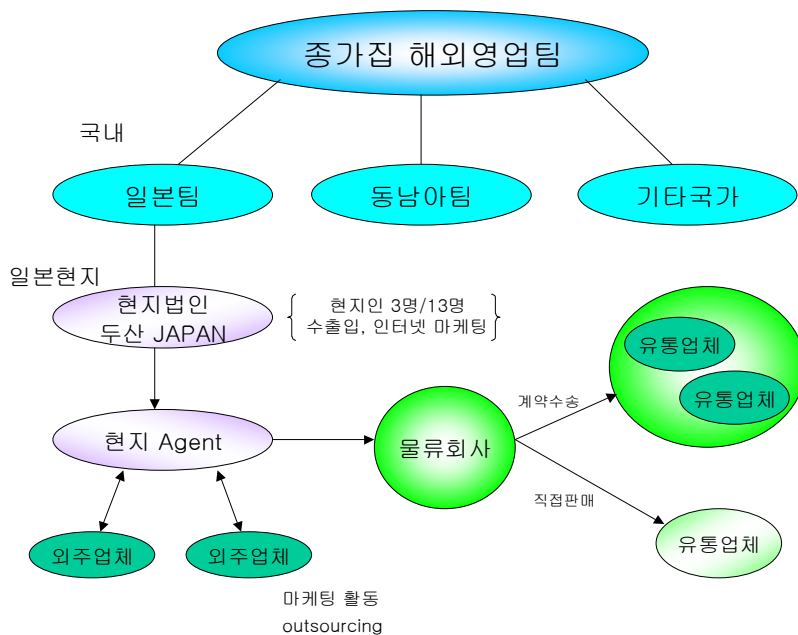 종가집 해외영업팀
국내
일본팀
동남아팀
기타국가
일본현지
현지법인
두산 JAPAN
현지인 3명/13명
수출입, 인터넷 마케팅
유통업체
유통업체
계약수송
현지 Agent
물류회사
직접판매
유통업체
외주업체
외주업체
마케팅 활동
outsourcing